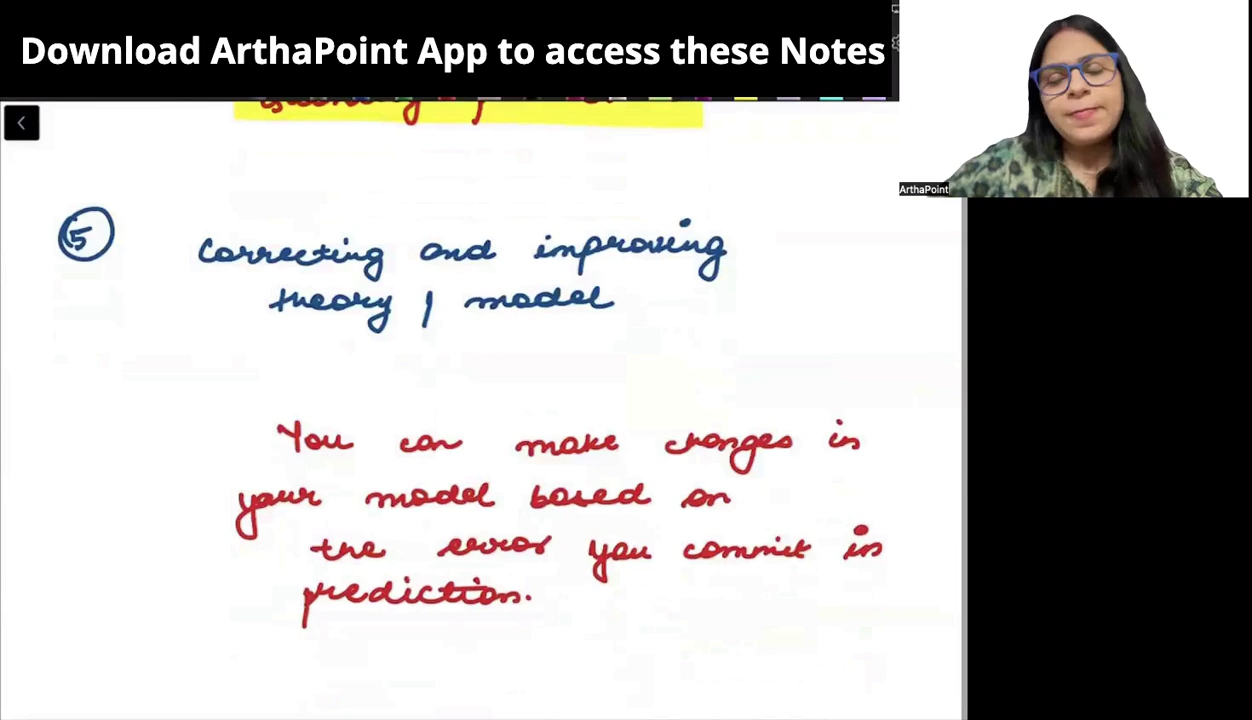 Download ArthaPoint App to access these Notes
ArthaPoint
5
correcting and improving
theory / model
You can make changes in
your model based on
the error you commit in
prediction.